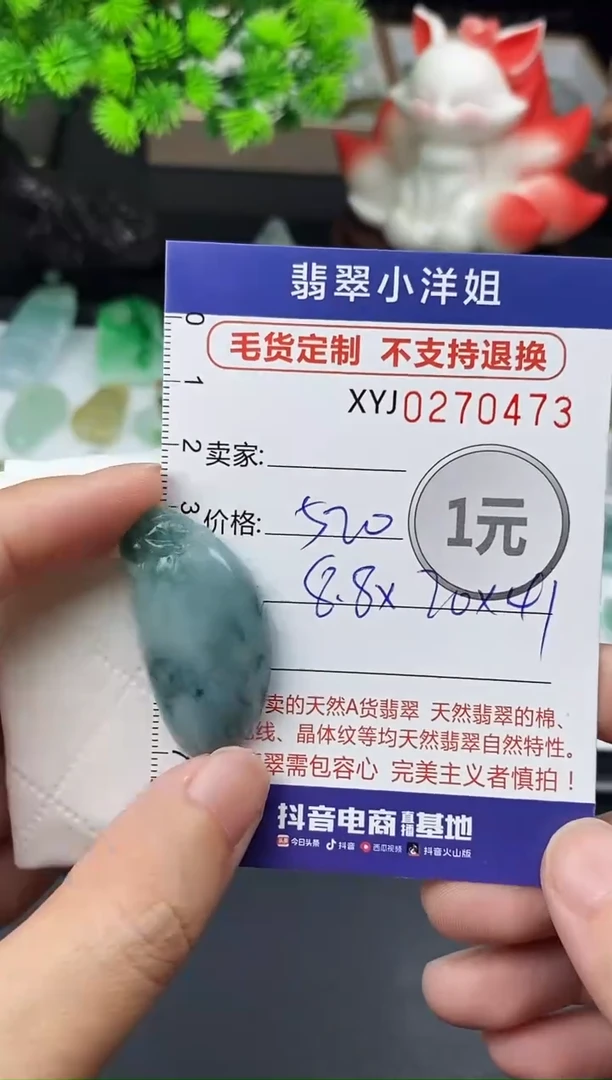 翡翠小洋姐
毛货定制 不支持退换
XYJ0270473
0
1
2
卖家:
3
价格: 520
1元
8.8x20x41
卖的天然A货翡翠 天然翡翠的棉、
线、晶体纹等均天然翡翠自然特性。
翠需包容心 完美主义者慎拍！
抖音电商直播基地
今日头条 抖音 西瓜视频 抖音火山版